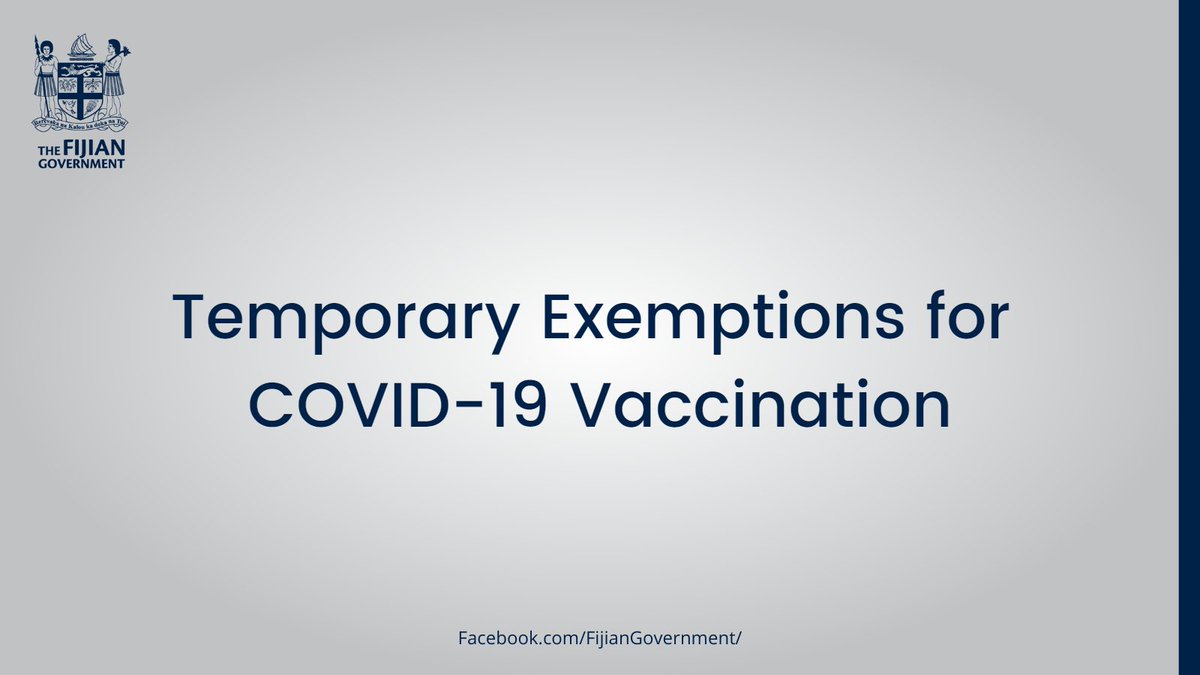 Rerevaka na Kalou ka doka na Tui
THE FIJIAN
GOVERNMENT
Temporary Exemptions for
COVID-19 Vaccination
Facebook.com/FijianGovernment/